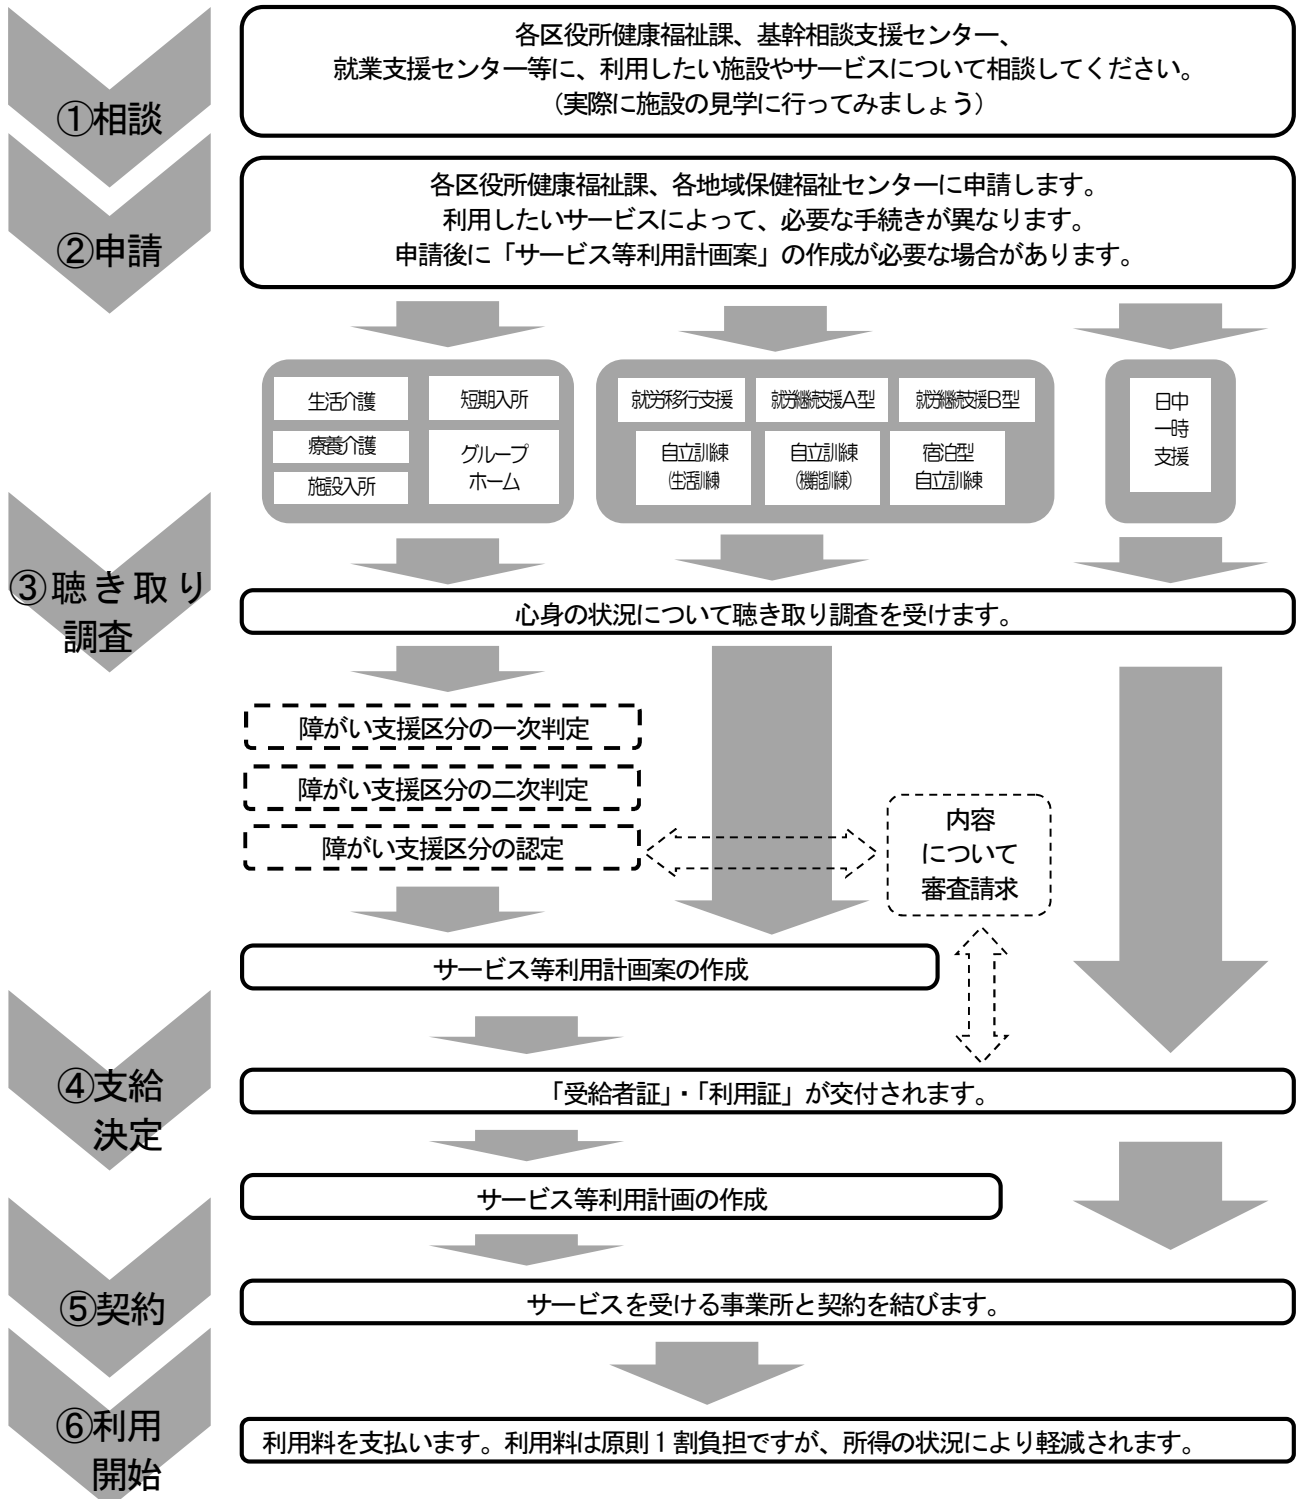 ①相談
各区役所健康福祉課、基幹相談支援センター、
就業支援センター等に、利用したい施設やサービスについて相談してください。
（実際に施設の見学に行ってみましょう）
②申請
各区役所健康福祉課、各地域保健福祉センターに申請します。
利用したいサービスによって、必要な手続きが異なります。
申請後に「サービス等利用計画案」の作成が必要な場合があります。
生活介護
療養介護
施設入所
短期入所
グループ
ホーム
就労移行支援
就労継続支援A型
就労継続支援B型
自立訓練
（生活訓練）
自立訓練
（機能訓練）
宿泊型
自立訓練
日中
一時
支援
③聴き取り
調査
心身の状況について聴き取り調査を受けます。
障がい支援区分の一次判定
障がい支援区分の二次判定
障がい支援区分の認定
内容
について
審査請求
サービス等利用計画案の作成
④支給
決定
「受給者証」・「利用証」が交付されます。
サービス等利用計画の作成
⑤契約
サービスを受ける事業所と契約を結びます。
⑥利用
開始
利用料を支払います。利用料は原則１割負担ですが、所得の状況により軽減されます。